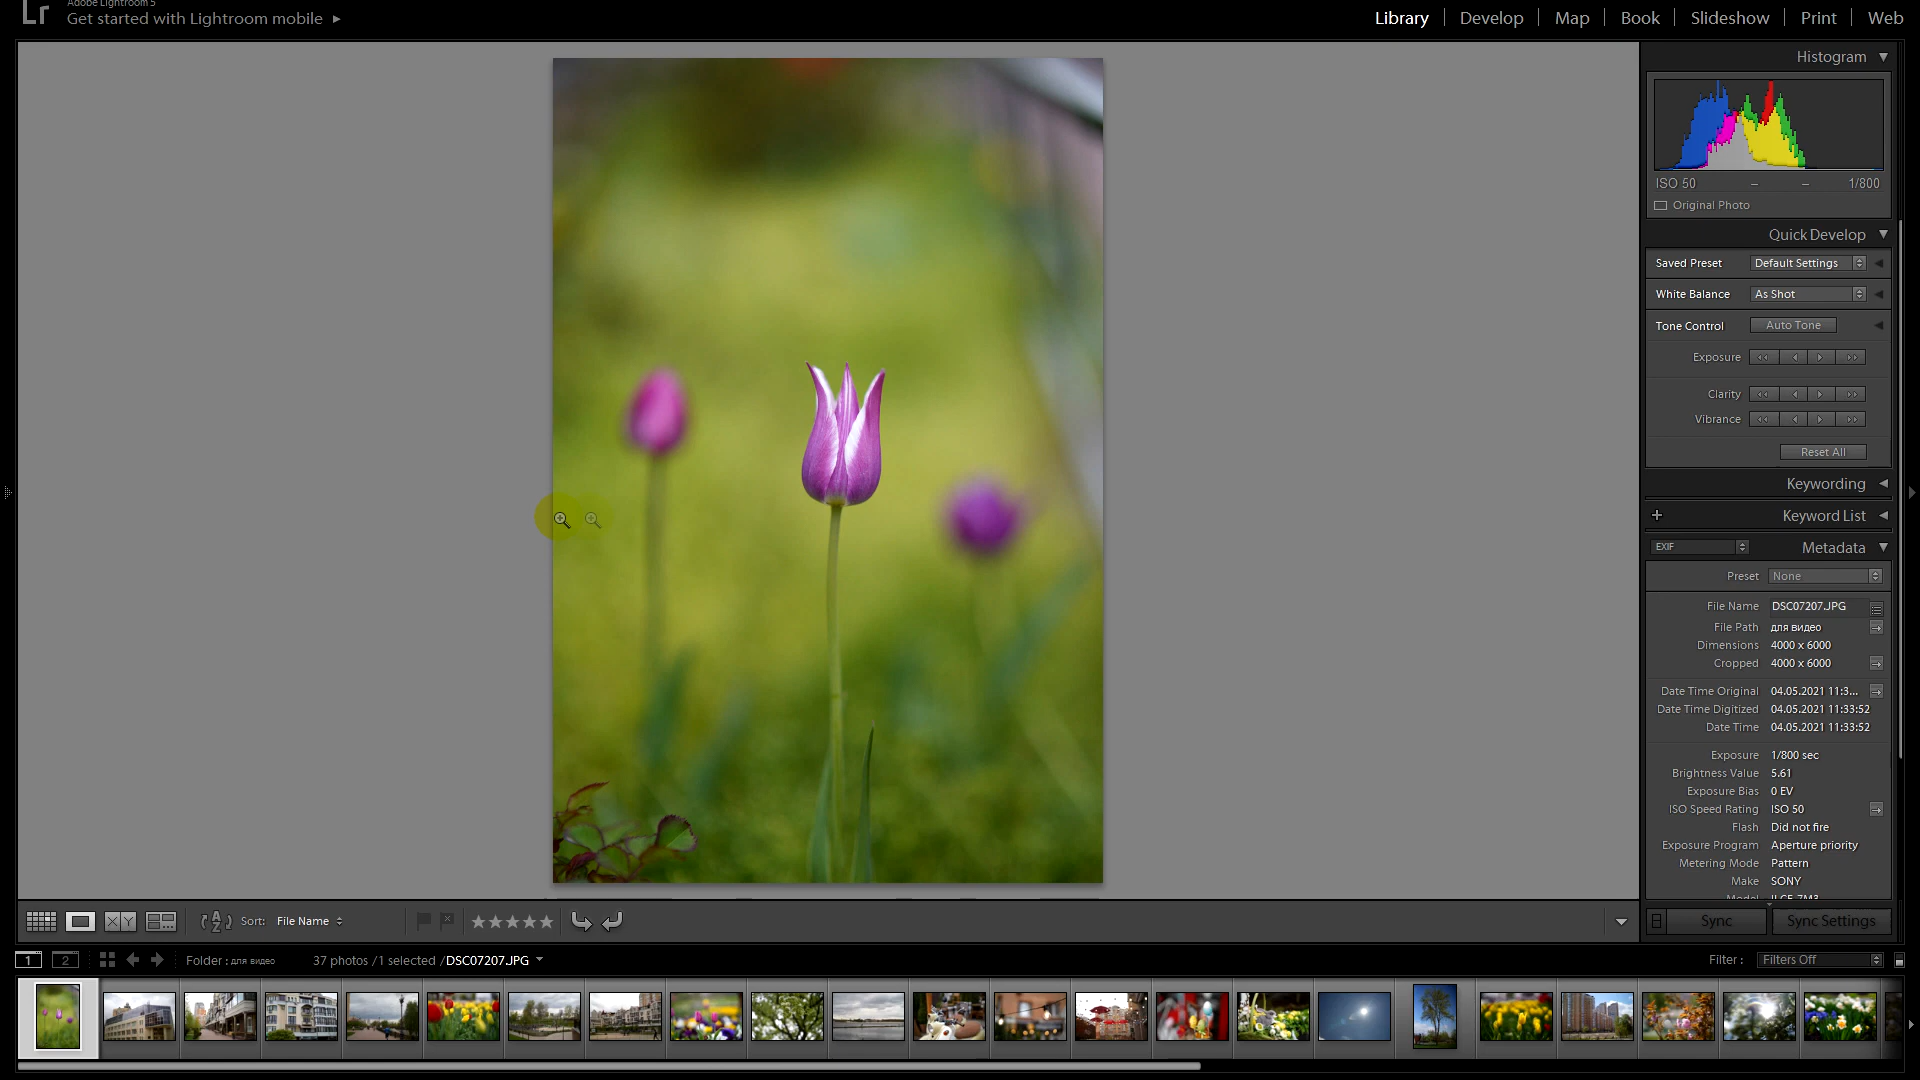 Lr
Adobe Lightroom 5
Get started with Lightroom mobile
Library
Develop
Map
Book
Slideshow
Print
Web
Histogram
ISO 50 – – 1/800
Original Photo
Quick Develop
Saved Preset Default Settings
White Balance As Shot
Tone Control Auto Tone
Exposure
Clarity
Vibrance
Reset All
Keywording
Keyword List
EXIF Metadata
Preset None
File Name DSC07207.JPG
File Path для видео
Dimensions 4000 x 6000
Cropped 4000 x 6000
Date Time Original 04.05.2021 11:3...
Date Time Digitized 04.05.2021 11:33:52
Date Time 04.05.2021 11:33:52
Exposure 1/800 sec
Brightness Value 5.61
Exposure Bias 0 EV
ISO Speed Rating ISO 50
Flash Did not fire
Exposure Program Aperture priority
Metering Mode Pattern
Make SONY
Model ILCE-7M3
Sync Sync Settings
XY
Sort: File Name
1 2 Folder : для видео 37 photos /1 selected /DSC07207.JPG
Filter : Filters Off